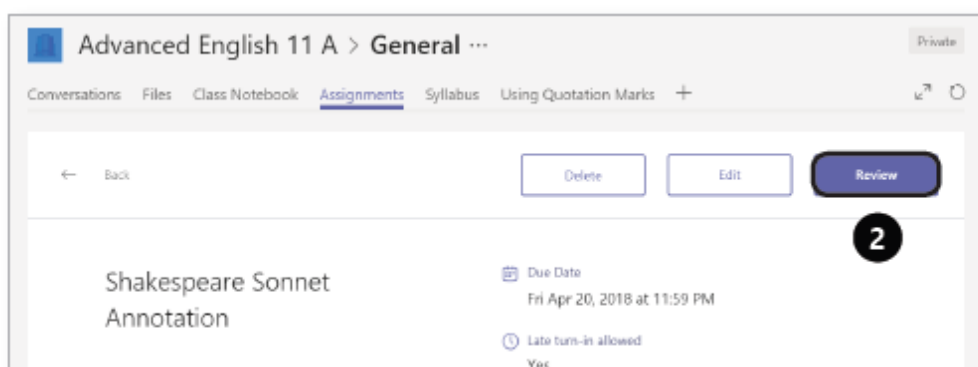 Advanced English 11 A > General ...
Private
Conversations Files Class Notebook Assignments Syllabus Using Quotation Marks +
← Back
Delete
Edit
Review
2
Shakespeare Sonnet
Annotation
Due Date
Fri Apr 20, 2018 at 11:59 PM
Late turn-in allowed
Yes